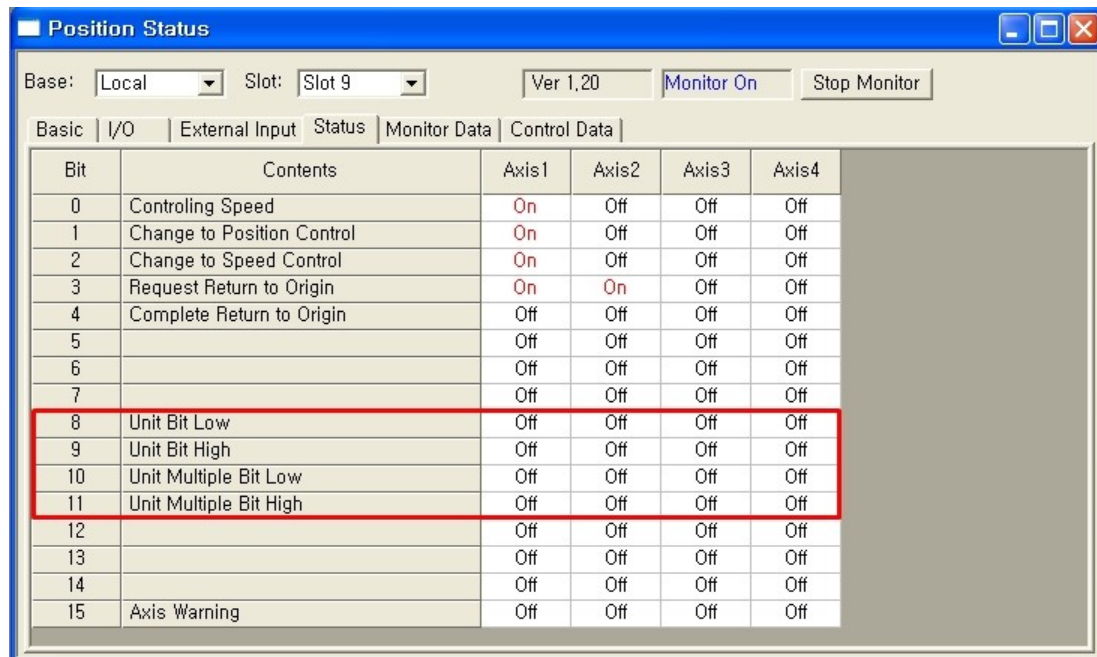 Position Status
Base: Local Slot: Slot 9 Ver 1,20 Monitor On Stop Monitor
Basic I/O External Input Status Monitor Data Control Data
Bit Contents Axis1 Axis2 Axis3 Axis4
0 Controling Speed On Off Off Off
1 Change to Position Control On Off Off Off
2 Change to Speed Control On Off Off Off
3 Request Return to Origin On On Off Off
4 Complete Return to Origin Off Off Off Off
5 Off Off Off Off
6 Off Off Off Off
7 Off Off Off Off
8 Unit Bit Low Off Off Off Off
9 Unit Bit High Off Off Off Off
10 Unit Multiple Bit Low Off Off Off Off
11 Unit Multiple Bit High Off Off Off Off
12 Off Off Off Off
13 Off Off Off Off
14 Off Off Off Off
15 Axis Warning Off Off Off Off